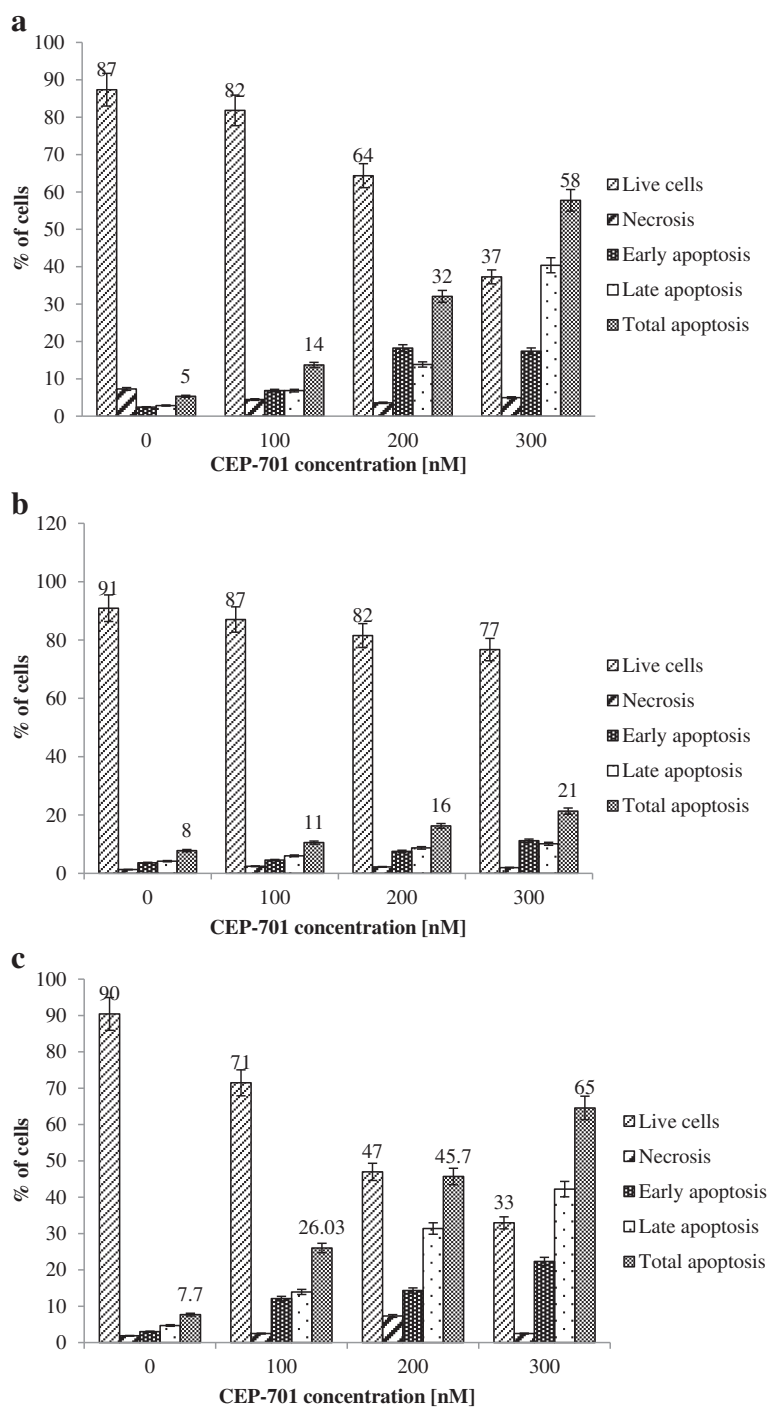 a
100
90
80
70
60
50
40
30
20
10
0
% of cells
87
5
82
14
64
32
37
58
0
100
200
300
CEP-701 concentration [nM]
Live cells
Necrosis
Early apoptosis
Late apoptosis
Total apoptosis
b
120
100
80
60
40
20
0
% of cells
91
8
87
11
82
16
77
21
0
100
200
300
CEP-701 concentration [nM]
Live cells
Necrosis
Early apoptosis
Late apoptosis
Total apoptosis
c
100
90
80
70
60
50
40
30
20
10
0
% of cells
90
7.7
71
26.03
47
45.7
33
65
0
100
200
300
CEP-701 concentration [nM]
Live cells
Necrosis
Early apoptosis
Late apoptosis
Total apoptosis